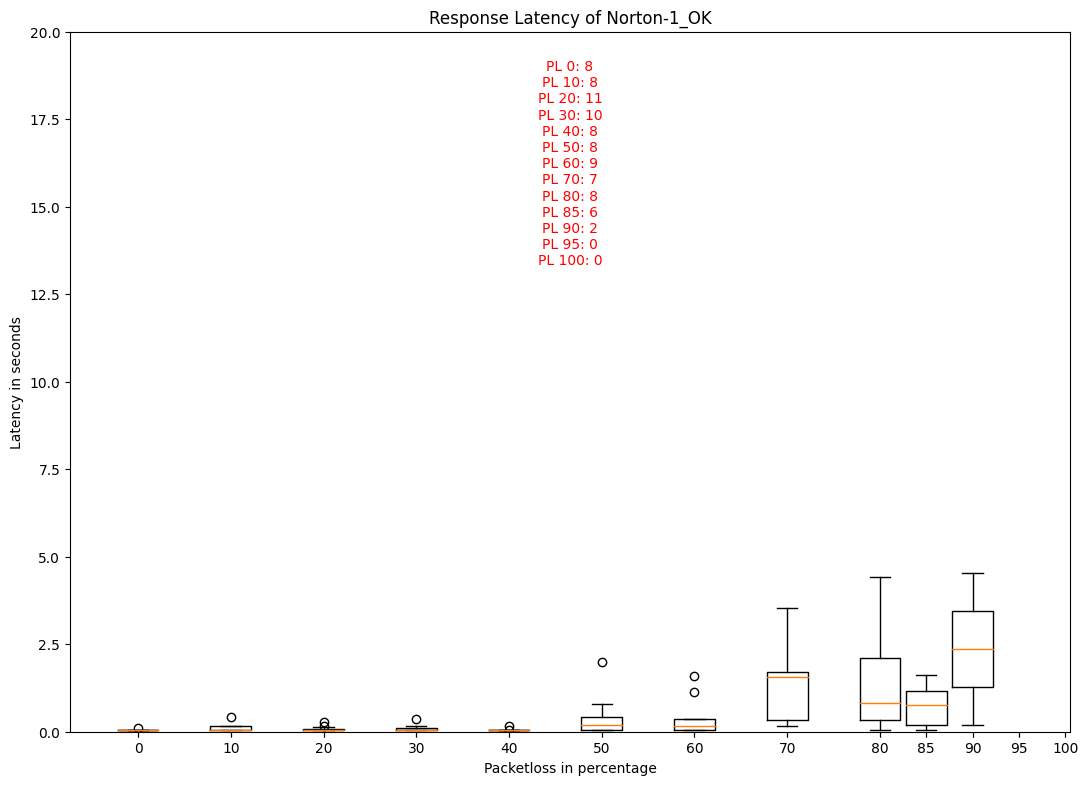 Response Latency of Norton-1_OK
20.0
17.5
15.0
12.5
10.0
7.5
5.0
2.5
0.0
Latency in seconds
PL 0: 8
PL 10: 8
PL 20: 11
PL 30: 10
PL 40: 8
PL 50: 8
PL 60: 9
PL 70: 7
PL 80: 8
PL 85: 6
PL 90: 2
PL 95: 0
PL 100: 0
0 10 20 30 40 50 60 70 80 85 90 95 100
Packetloss in percentage